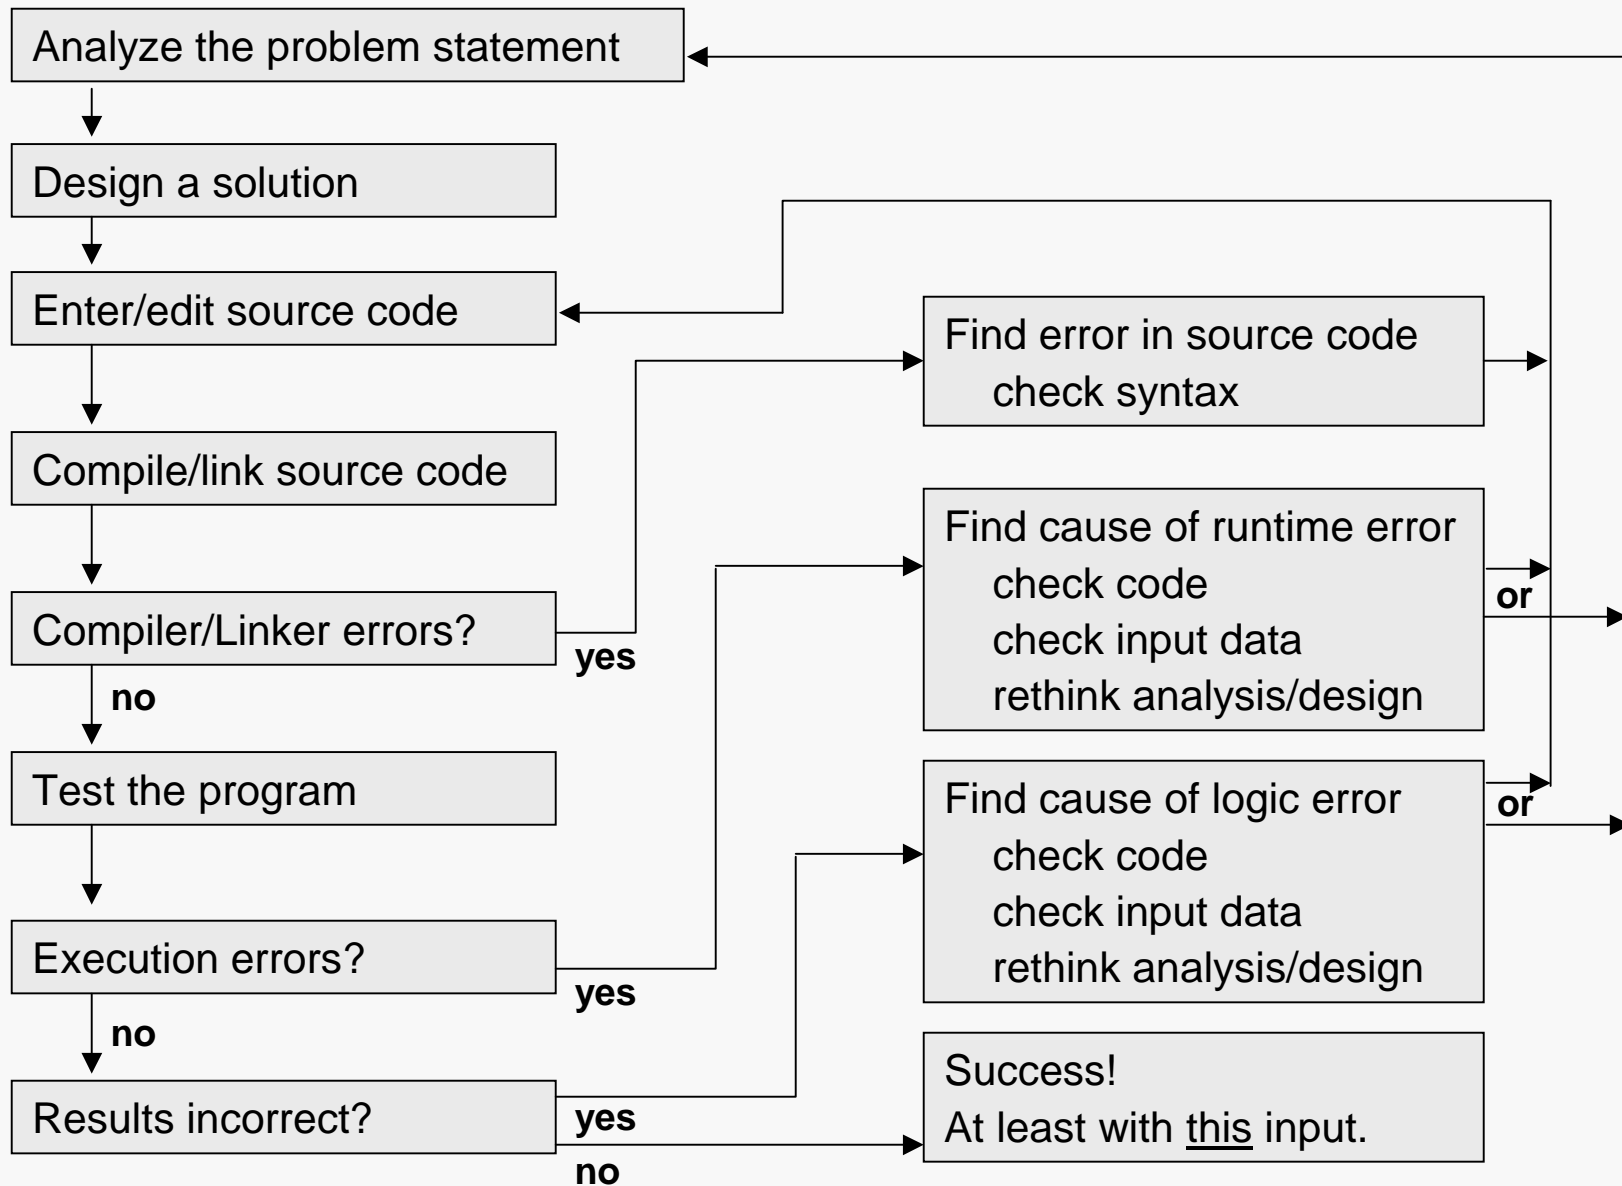 Analyze the problem statement
Design a solution
Enter/edit source code
Compile/link source code
Compiler/Linker errors?
yes
no
Test the program
Execution errors?
yes
no
Results incorrect?
yes
no
Find error in source code
check syntax
Find cause of runtime error
check code
check input data
rethink analysis/design
or
Find cause of logic error
check code
check input data
rethink analysis/design
or
Success!
At least with this input.